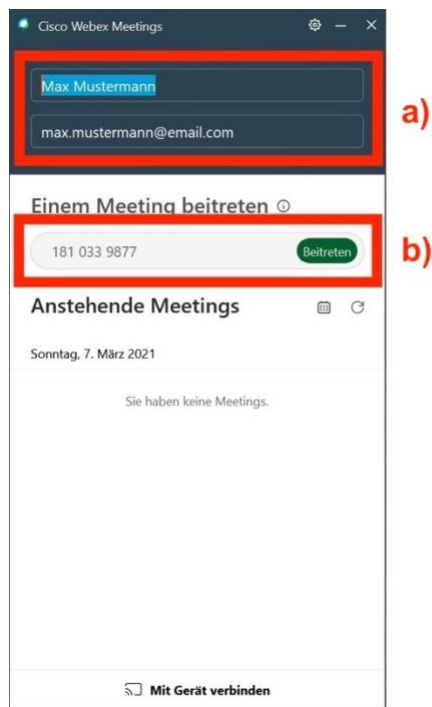 Cisco Webex Meetings
Max Mustermann
a)
max.mustermann@email.com
Einem Meeting beitreten
181 033 9877
Beitreten
b)
Anstehende Meetings
Sonntag, 7. März 2021
Sie haben keine Meetings.
Mit Gerät verbinden